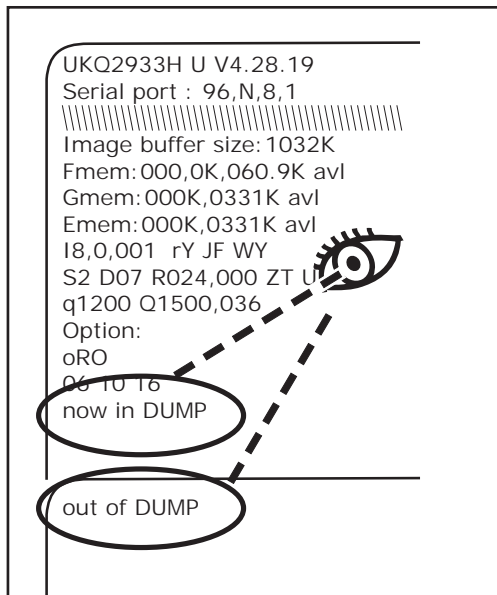 UKQ2933H U V4.28.19
Serial port : 96,N,8,1
Image buffer size:1032K
Fmem:000,0K,060.9K avl
Gmem:000K,0331K avl
Emem:000K,0331K avl
I8,0,001 rY JF WY
S2 D07 R024,000 ZT U
q1200 Q1500,036
Option:
oRO
06 10 16
now in DUMP
out of DUMP